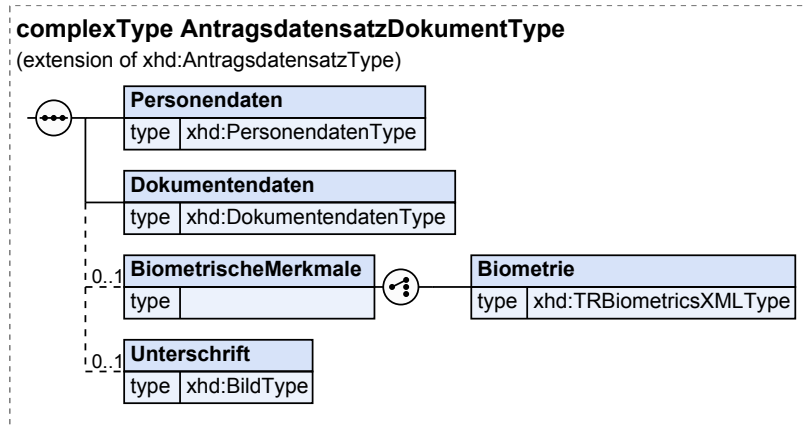 complexType AntragsdatensatzDokumentType
(extension of xhd:AntragsdatensatzType)
Personendaten
type xhd:PersonendatenType
Dokumentendaten
type xhd:DokumentendatenType
0..1 BiometrischeMerkmale Biometrie
type type xhd:TRBiometricsXMLType
0..1 Unterschrift
type xhd:BildType